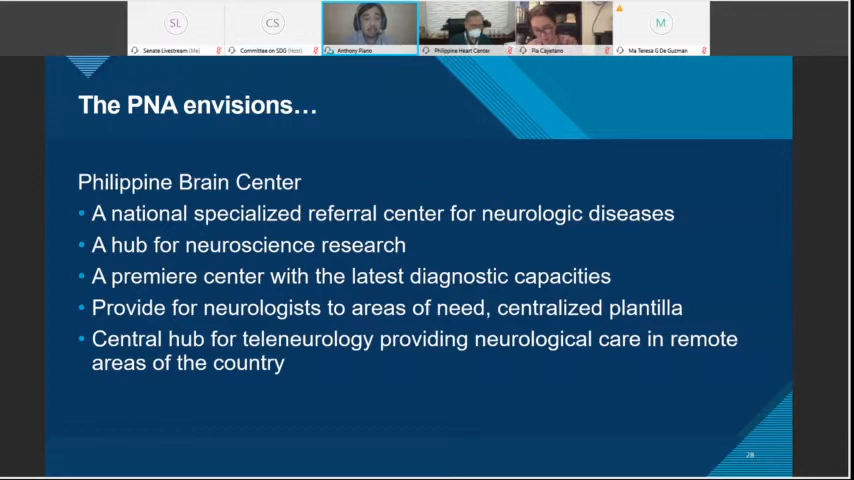 SL
CS
M
Senate Livestream (Me)
Committee on SDG (Host)
Anthony Piano
Philippine Heart Center
Pia Cayetano
Ma Teresa G De Guzman
The PNA envisions…
Philippine Brain Center
• A national specialized referral center for neurologic diseases
• A hub for neuroscience research
• A premiere center with the latest diagnostic capacities
• Provide for neurologists to areas of need, centralized plantilla
• Central hub for teleneurology providing neurological care in remote
areas of the country
28